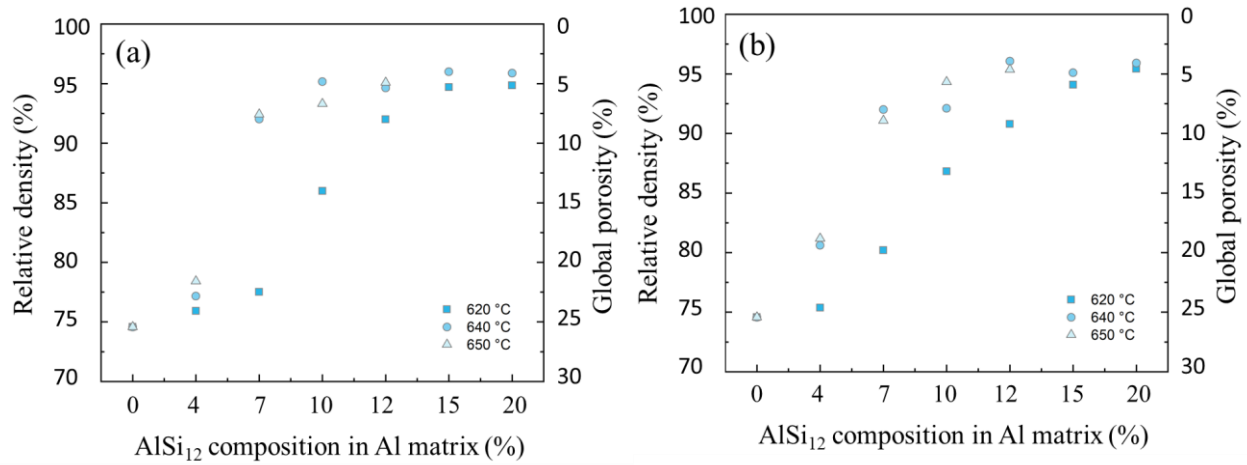 (a)
Relative density (%)
100
95
90
85
80
75
70
0
5
10
15
20
25
30
Global porosity (%)
620 °C
640 °C
650 °C
0 4 7 10 12 15 20
AlSi₁₂ composition in Al matrix (%)
(b)
Relative density (%)
100
95
90
85
80
75
70
0
5
10
15
20
25
30
Global porosity (%)
620 °C
640 °C
650 °C
0 4 7 10 12 15 20
AlSi₁₂ composition in Al matrix (%)